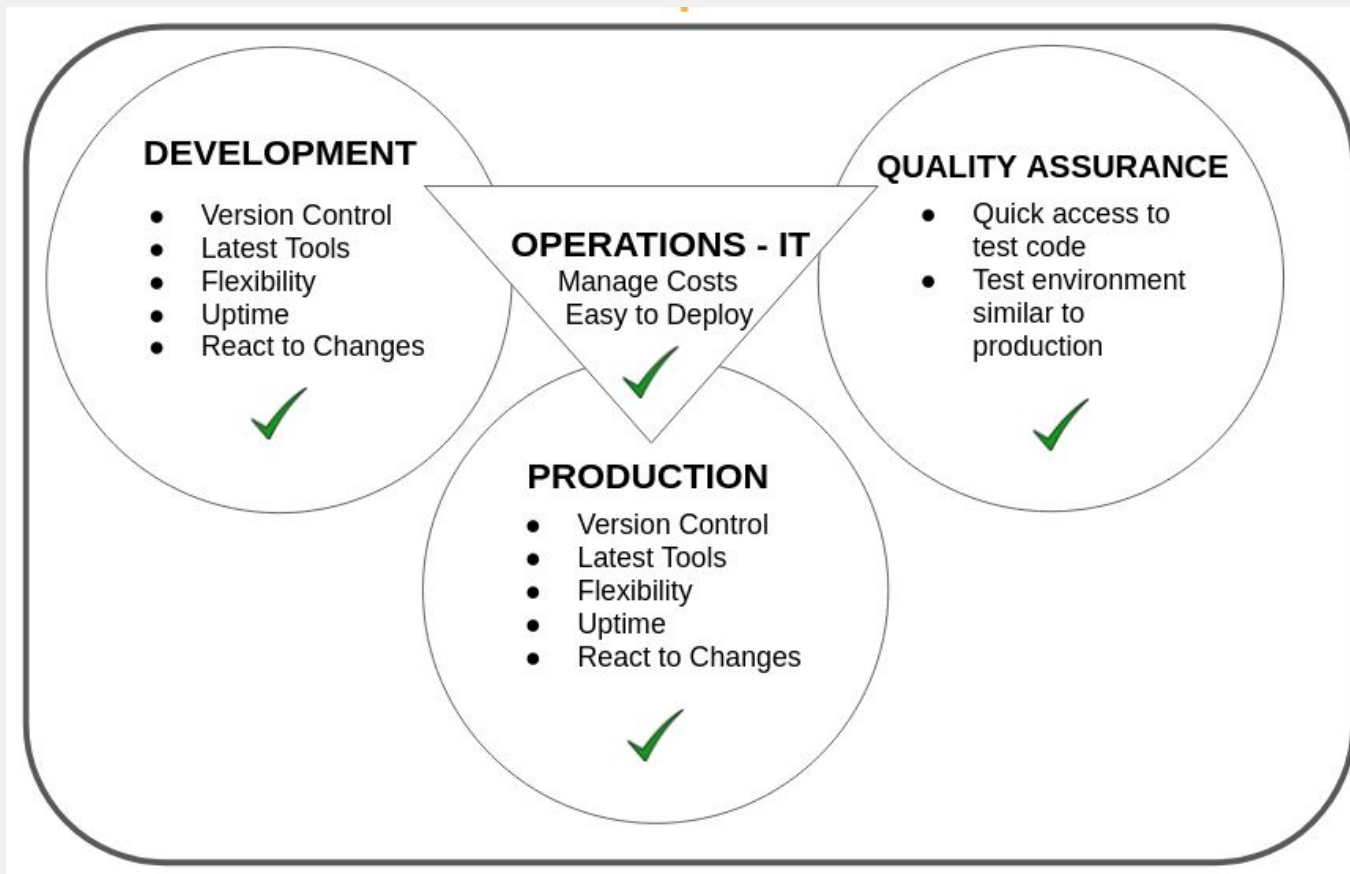 DEVELOPMENT
● Version Control
● Latest Tools
● Flexibility
● Uptime
● React to Changes
OPERATIONS - IT
Manage Costs
Easy to Deploy
QUALITY ASSURANCE
● Quick access to
test code
● Test environment
similar to
production
PRODUCTION
● Version Control
● Latest Tools
● Flexibility
● Uptime
● React to Changes